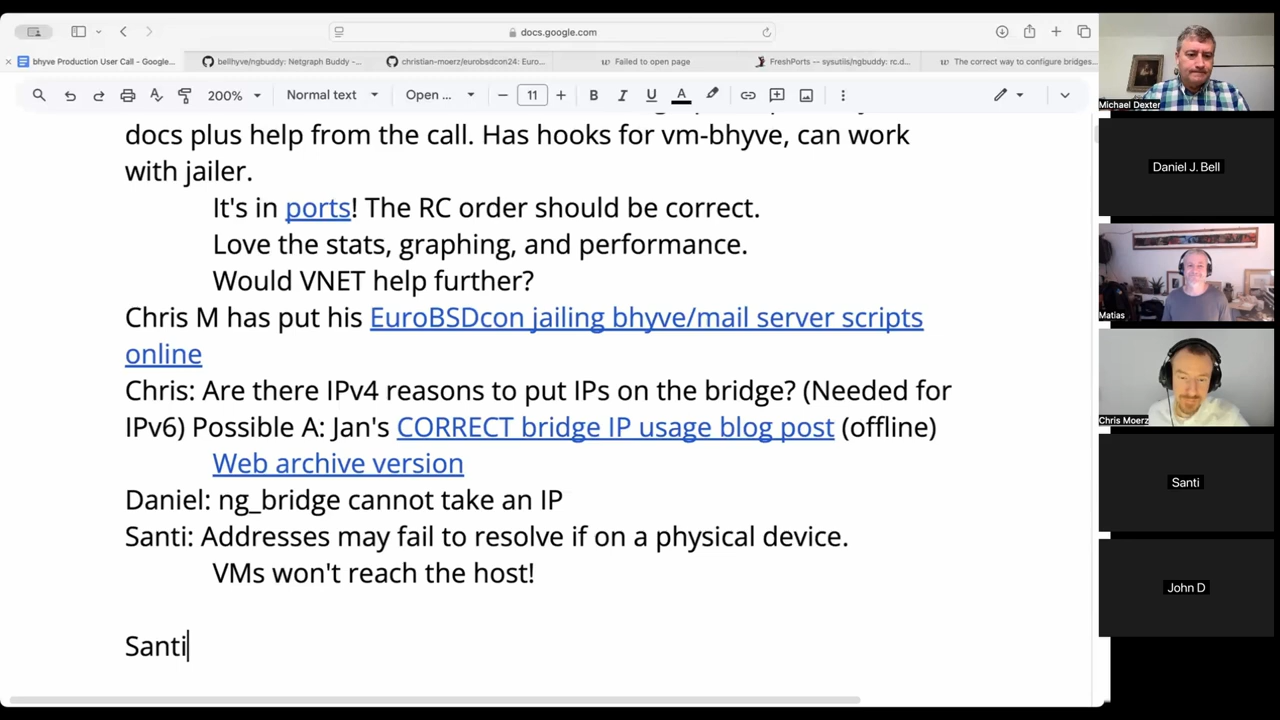 docs.google.com
bhyve Production User Call - Google...
bellhyve/ngbuddy: Netgraph Buddy -...
christian-moerz/eurobsdcon24: Euro...
Failed to open page
FreshPorts -- sysutils/ngbuddy: rc.d...
The correct way to configure bridges...
200%
Normal text
Open ...
11
B I U A
docs plus help from the call. Has hooks for vm-bhyve, can work
with jailer.
It's in ports! The RC order should be correct.
Love the stats, graphing, and performance.
Would VNET help further?
Chris M has put his EuroBSDcon jailing bhyve/mail server scripts
online
Chris: Are there IPv4 reasons to put IPs on the bridge? (Needed for
IPv6) Possible A: Jan's CORRECT bridge IP usage blog post (offline)
Web archive version
Daniel: ng_bridge cannot take an IP
Santi: Addresses may fail to resolve if on a physical device.
VMs won't reach the host!
Santi
Michael Dexter
Daniel J. Bell
Matias
Chris Moerz
Santi
John D